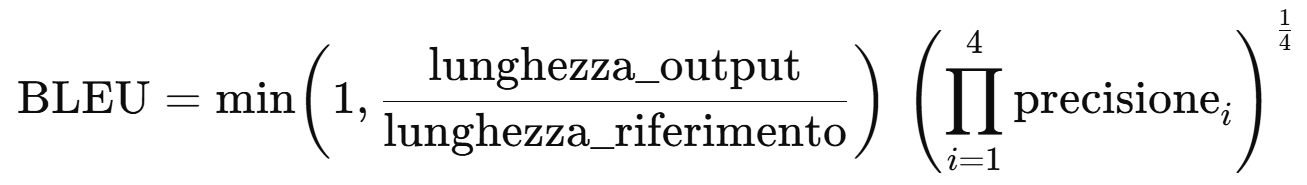 BLEU = min(1, lunghezza_output / lunghezza_riferimento) (∏_{i=1}^{4} precisione_i)^{1/4}